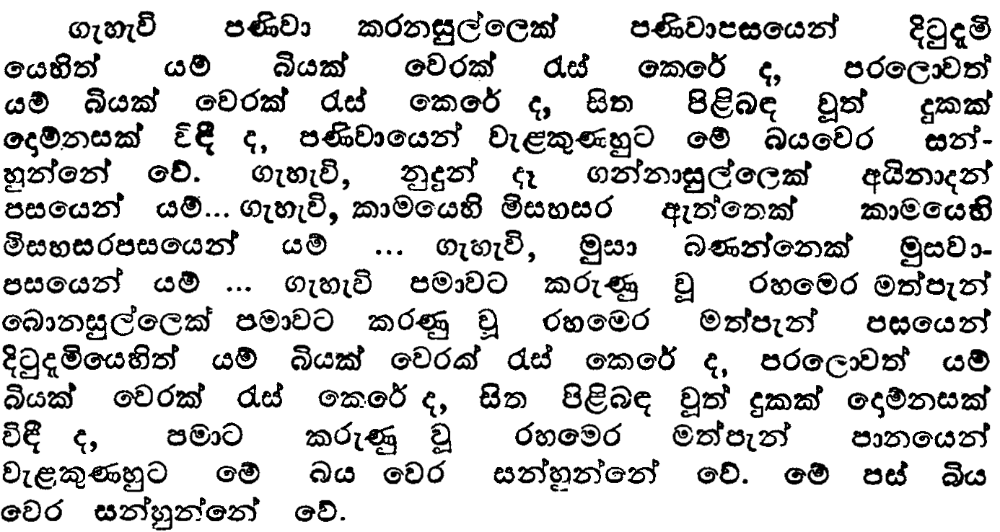 ගැහැවි පණිවා කරනසුල්ලෙක් පණිවාපසයෙන් දිටුදැමි
යෙහිත් යම් බියක් වෙරක් රැස් කෙරේ ද, පරලොවත්
යම් බියක් වෙරක් රැස් කෙරේ ද, සිත පිළිබඳ වූත් දුකක්
දොම්නසක් විඳී ද, පණිවායෙන් වැළකුණහුට මේ බයවෙර සන්-
හුන්නේ වේ. ගැහැවි, නුදුන් දෑ ගන්නාසුල්ලෙක් අයිනාදන්
පසයෙන් යම්... ගැහැවි, කාමයෙහි මිසහසර ඇත්තෙක් කාමයෙහි
මිසහසරපසයෙන් යම් ... ගැහැවි, මුසා බණන්නෙක් මුසවා-
පසයෙන් යම් ... ගැහැවි පමාවට කරුණු වූ රහමෙර මත්පැන්
බොනසුල්ලෙක් පමාවට කරණු වූ රහමෙර මත්පැන් පසයෙන්
දිටුදැමියෙහිත් යම් බියක් වෙරක් රැස් කෙරේ ද, පරලොවත් යම්
බියක් වෙරක් රැස් කෙරේ ද, සිත පිළිබඳ වූත් දුකක් දොම්නසක්
විඳී ද, පමාට කරුණු වූ රහමෙර මත්පැන් පානයෙන්
වැළකුණහුට මේ බය වෙර සන්හුන්නේ වේ. මේ පස් බිය
වෙර සන්හුන්නේ වේ.